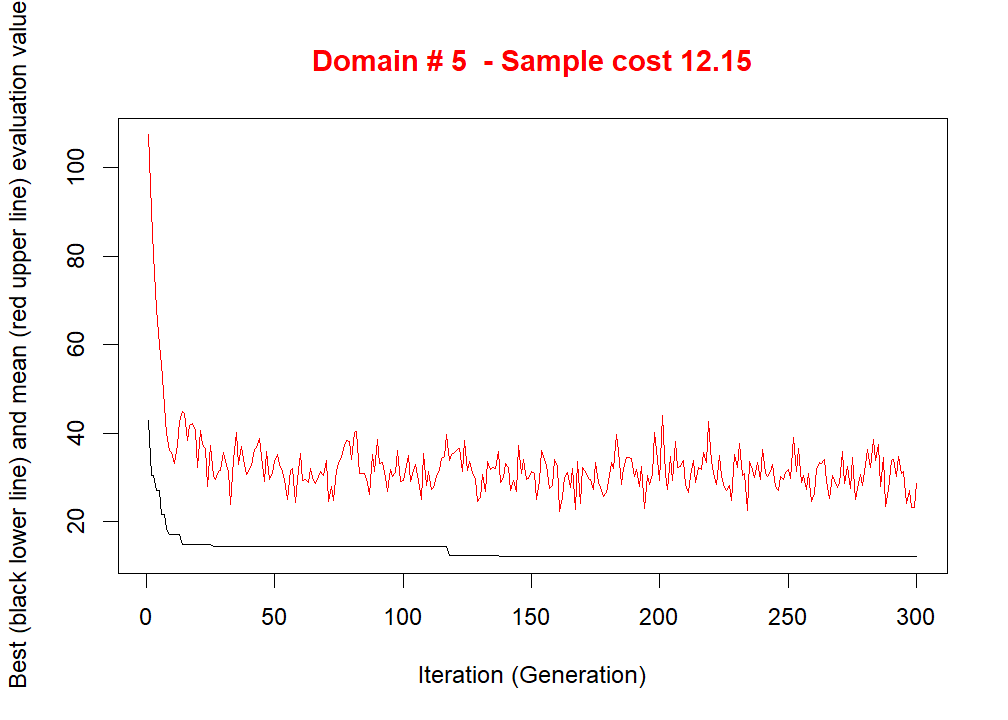 Domain # 5  - Sample cost 12.15
Best (black lower line) and mean (red upper line) evaluation value
100
80
60
40
20
0 50 100 150 200 250 300
Iteration (Generation)